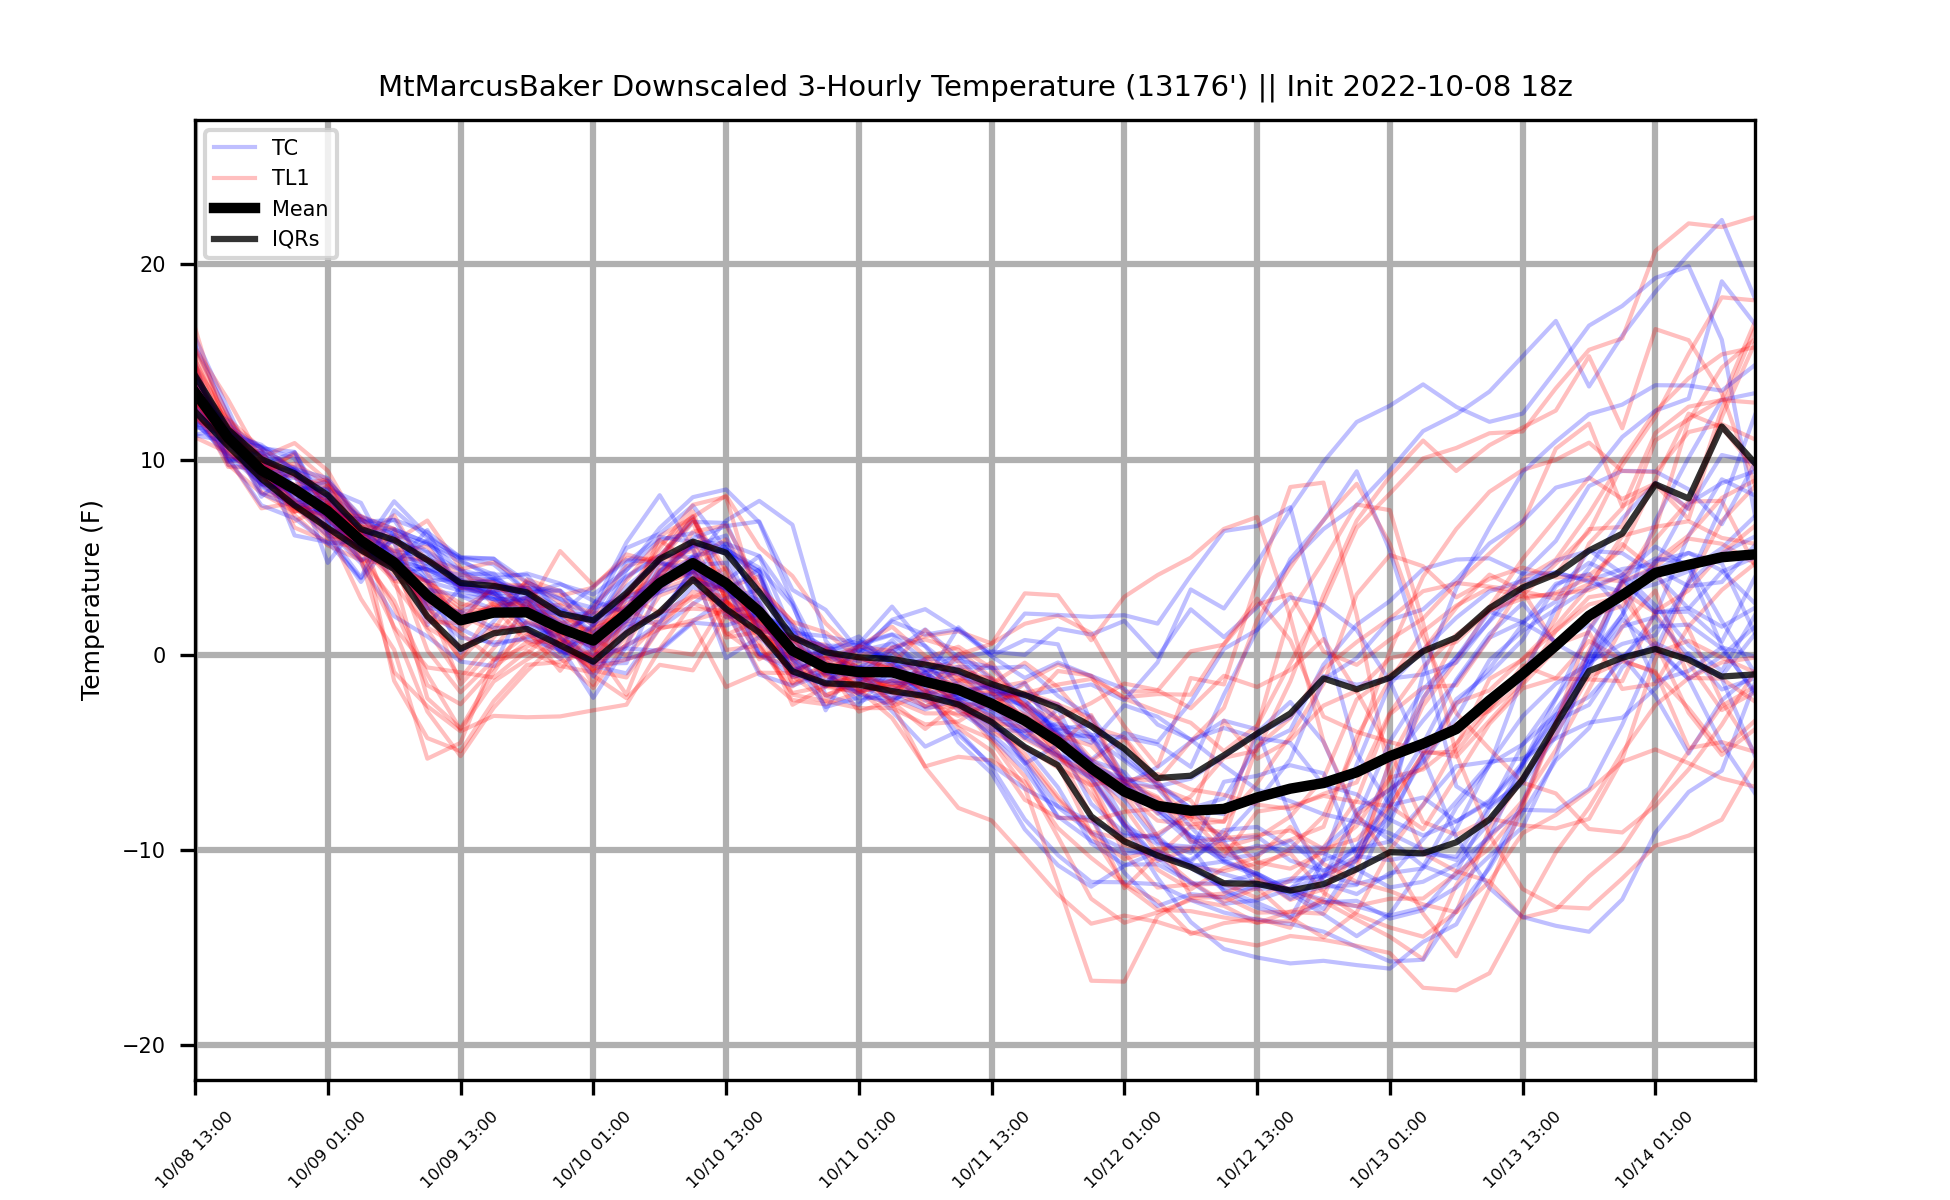 MtMarcusBaker Downscaled 3-Hourly Temperature (13176') || Init 2022-10-08 18z
TC
TL1
Mean
IQRs
Temperature (F)
20
10
0
−10
−20
10/08 13:00
10/09 01:00
10/09 13:00
10/10 01:00
10/10 13:00
10/11 01:00
10/11 13:00
10/12 01:00
10/12 13:00
10/13 01:00
10/13 13:00
10/14 01:00